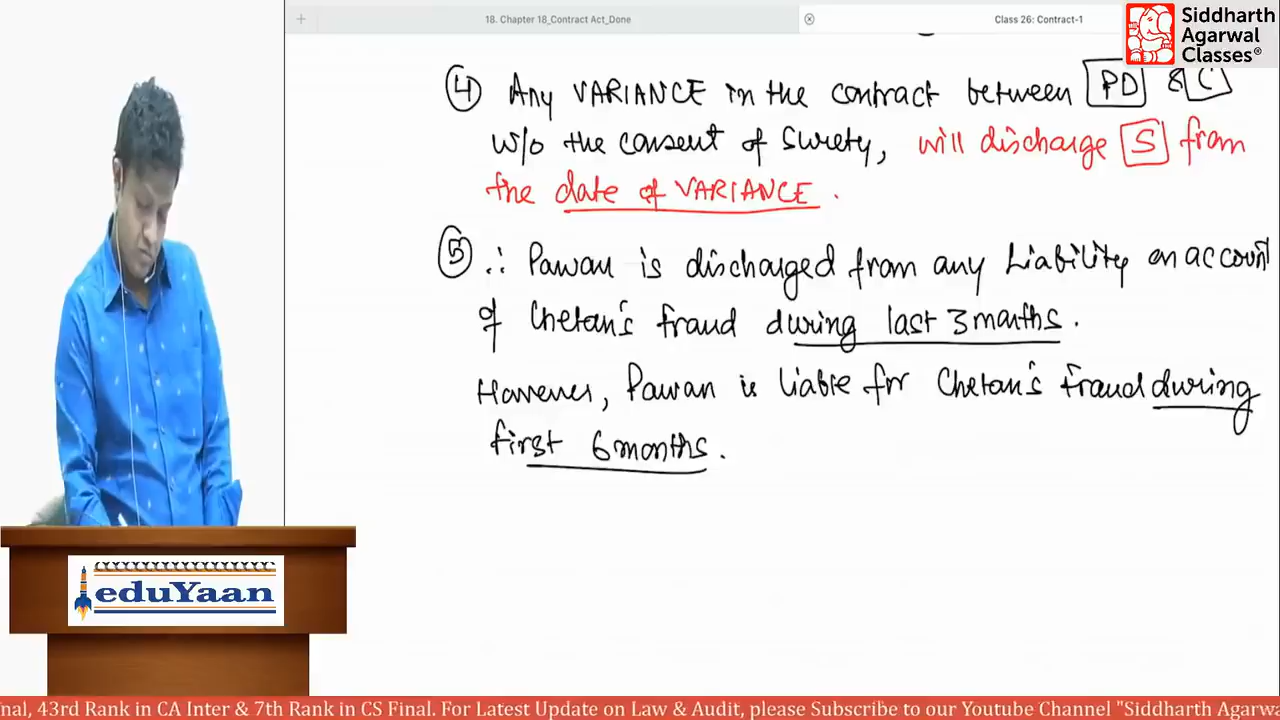 18. Chapter 18_Contract Act_Done
Class 26: Contract-1
Siddharth
Agarwal
Classes®
④ Any VARIANCE in the contract between PD & C
w/o the consent of Surety, will discharge S from
the date of VARIANCE.
⑤ ∴ Pawan is discharged from any Liability on account
of Chetan's fraud during last 3 months.
However, Pawan is liable for Chetan's fraud during
first 6 months.
eduYaan
nal, 43rd Rank in CA Inter & 7th Rank in CS Final. For Latest Update on Law & Audit, please Subscribe to our Youtube Channel "Siddharth Agarwa